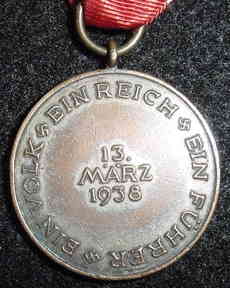 EIN VOLK EIN REICH EIN FÜHRER
13.
MÄRZ
1938